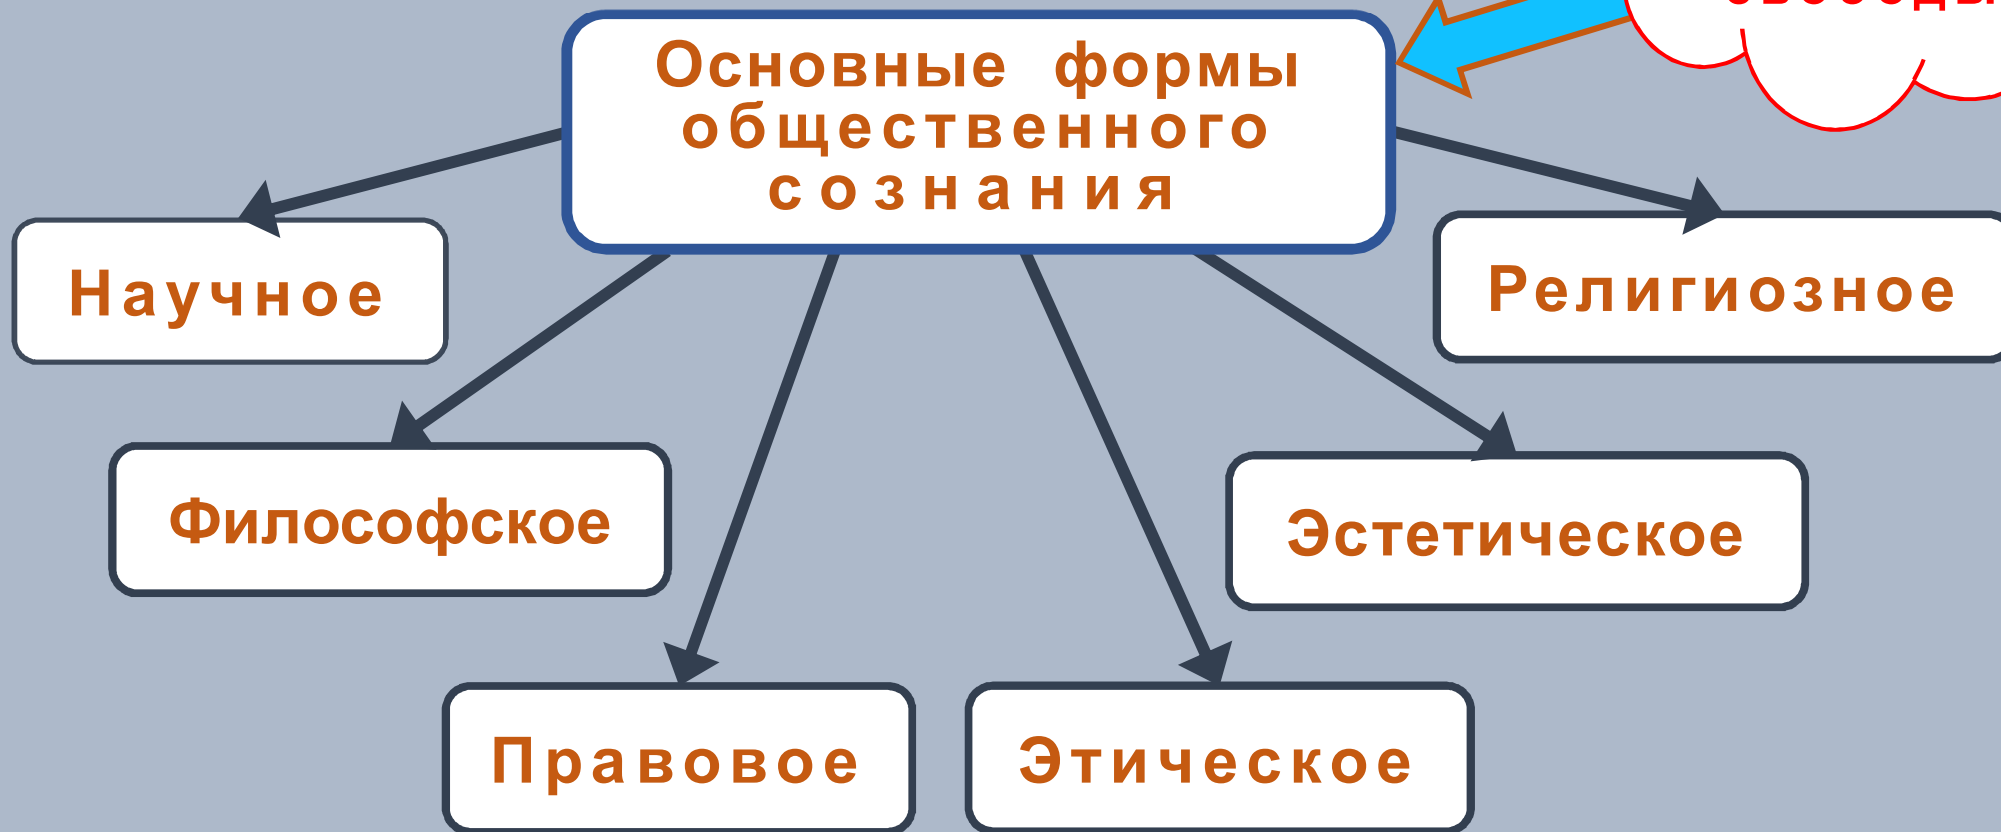 Основные формы
общественного
сознания
Научное
Религиозное
Философское
Эстетическое
Правовое
Этическое